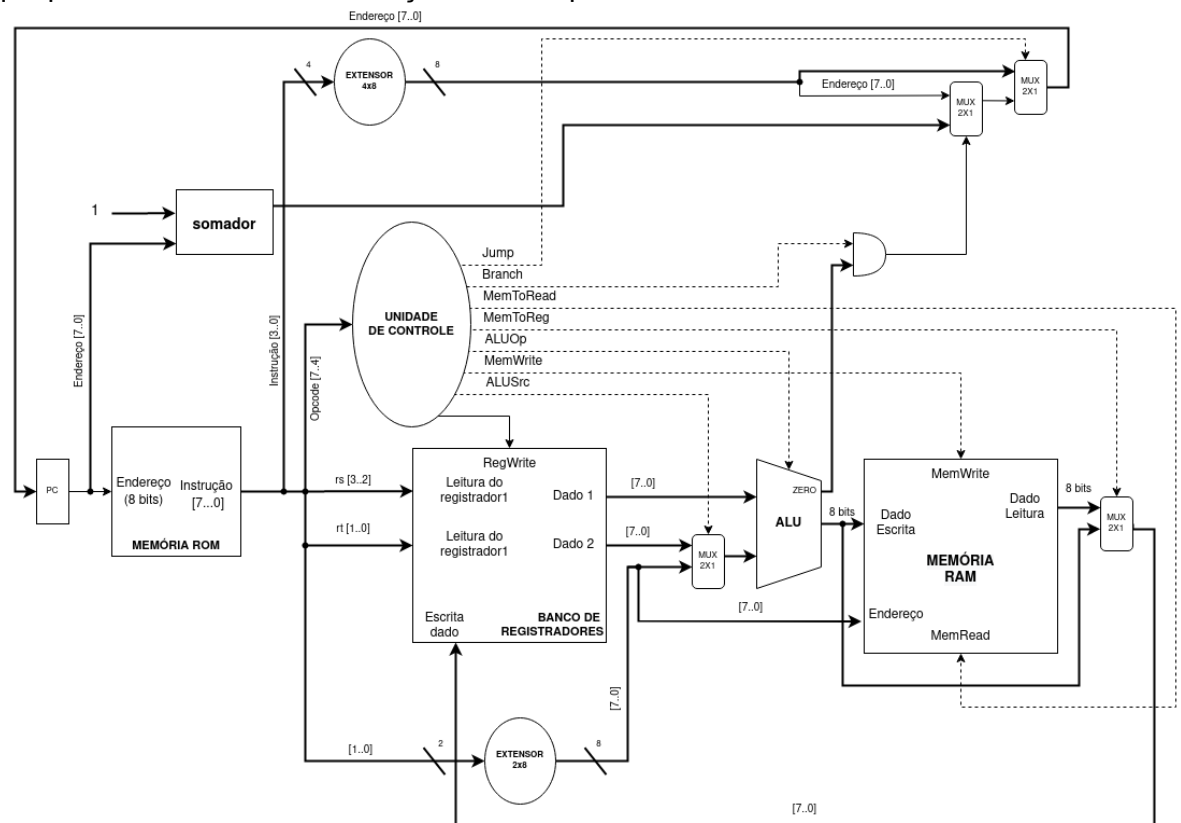 Endereço [7..0]
4
EXTENSOR
4x8
8
Endereço [7..0]
MUX
2X1
MUX
2X1
1
somador
Endereço [7..0]
Instrução [3..0]
Opcode [7..4]
UNIDADE
DE CONTROLE
Jump
Branch
MemToRead
MemToReg
ALUOp
MemWrite
ALUSrc
PC
Endereço
(8 bits)
Instrução
[7...0]
MEMÓRIA ROM
rs [3..2]
rt [1..0]
RegWrite
Leitura do
registrador1
Dado 1
Leitura do
registrador1
Dado 2
Escrita
dado
BANCO DE
REGISTRADORES
[7..0]
[7..0]
MUX
2X1
ZERO
ALU
8 bits
[7..0]
MemWrite
Dado
Escrita
Dado
Leitura
MEMÓRIA
RAM
Endereço
MemRead
8 bits
MUX
2X1
[7..0]
[1..0]
2
EXTENSOR
2x8
8
[7..0]